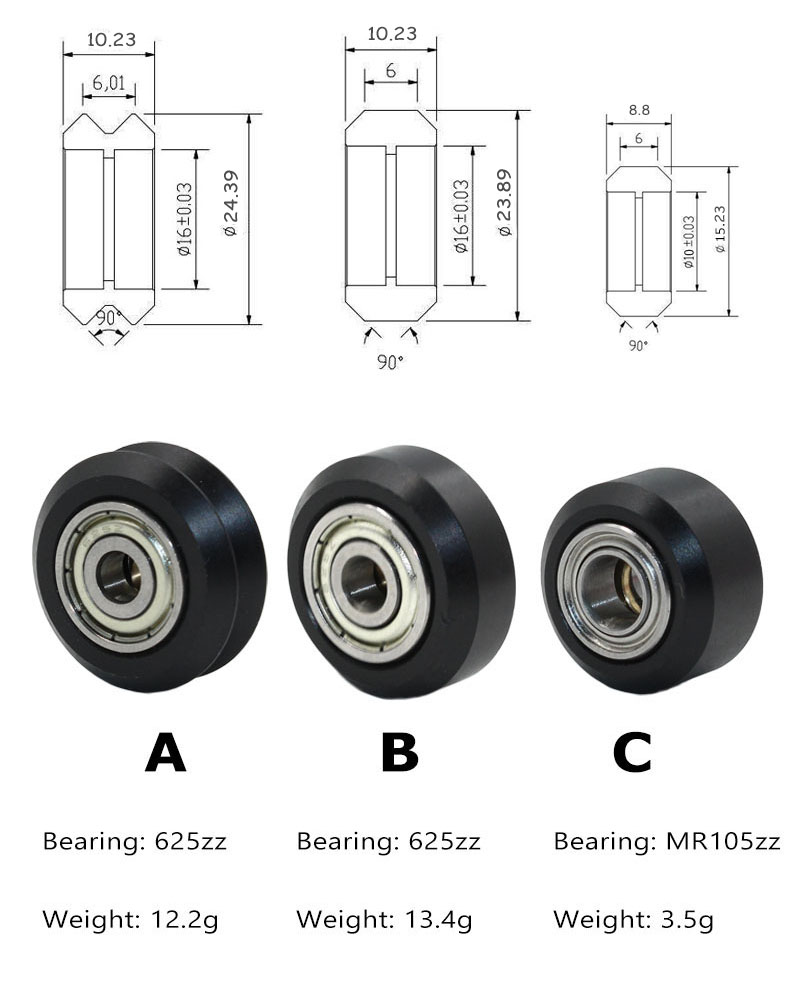 10.23
6,01
90°
Ø16±0.03
Ø 24.39
10.23
6
90°
Ø16±0.03
Ø 23.89
8.8
6
90°
Ø10±0.03
Ø 15.23
A
B
C
Bearing: 625zz
Bearing: 625zz
Bearing: MR105zz
Weight: 12.2g
Weight: 13.4g
Weight: 3.5g